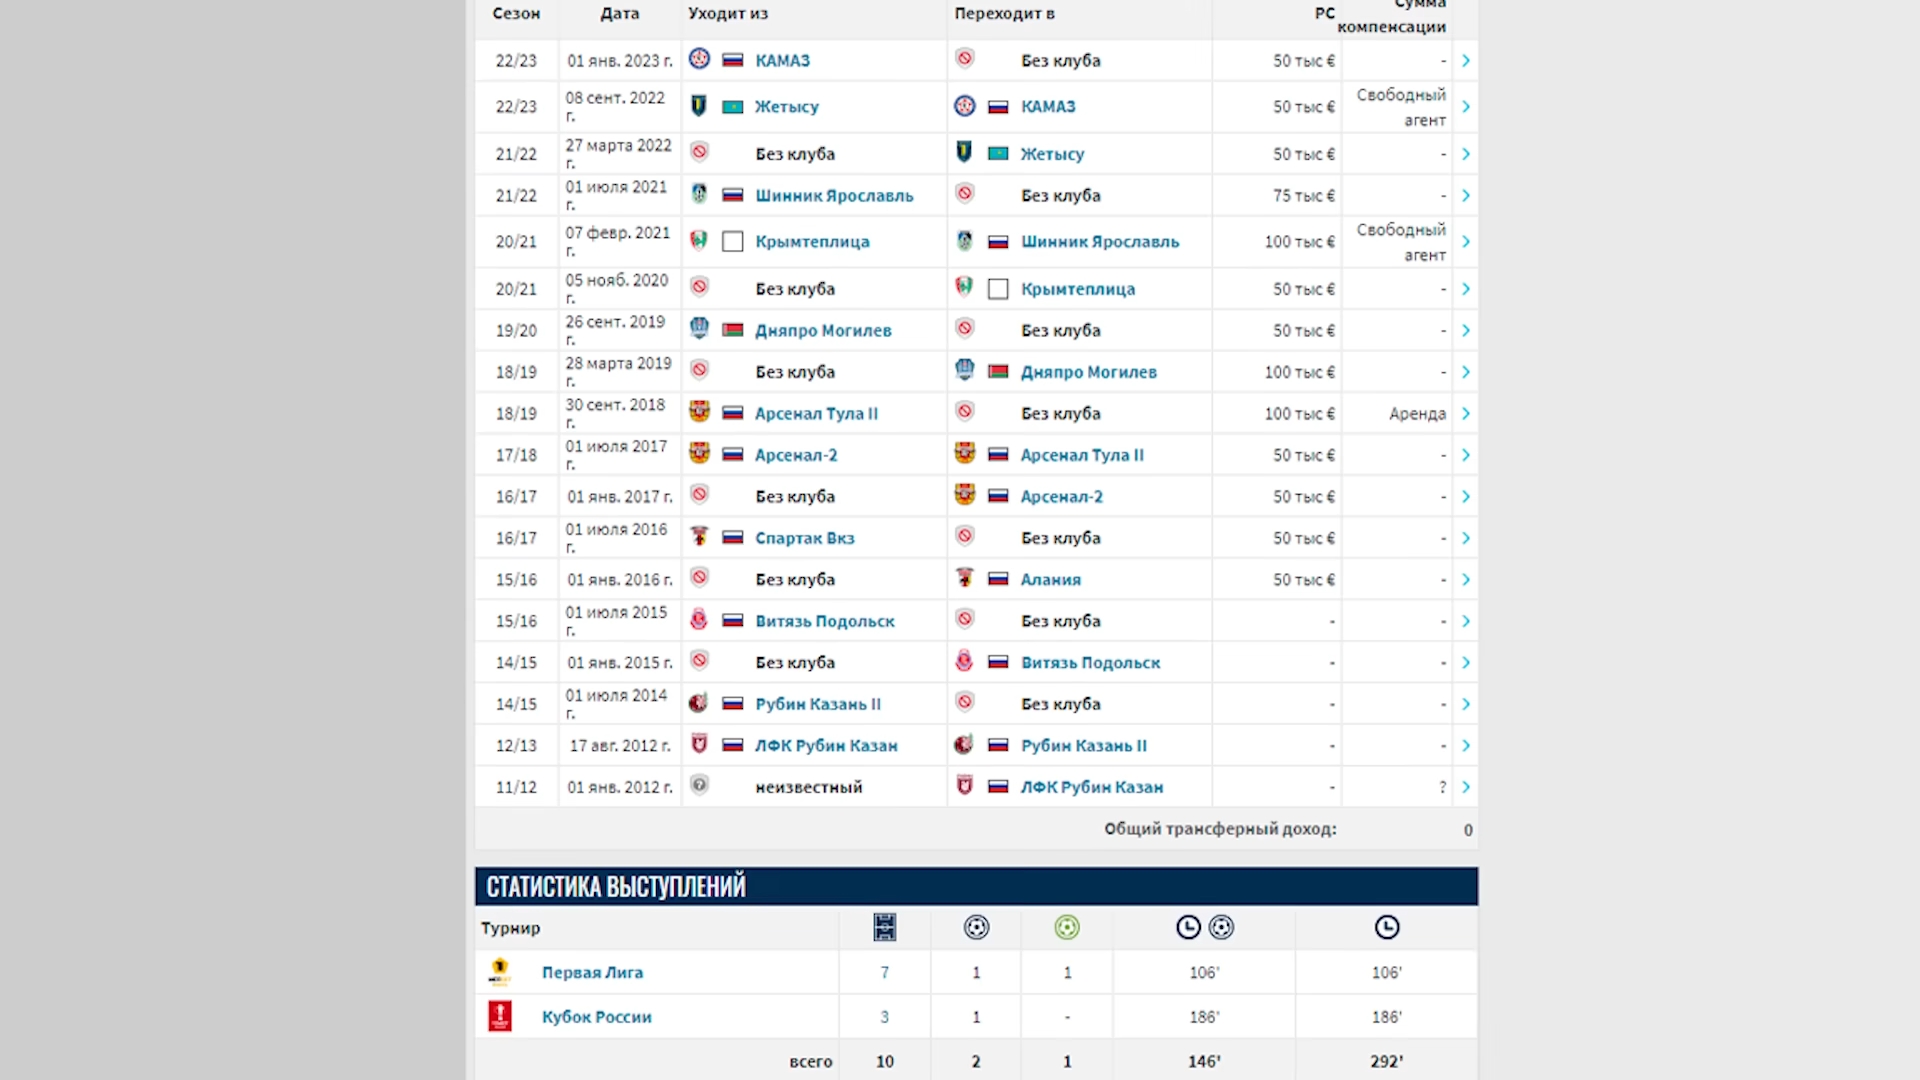 Сезон Дата Уходит из Переходит в РС Сумма
компенсации
22/23 01 янв. 2023 г. КАМАЗ Без клуба 50 тыс € -
22/23 08 сент. 2022 г. Жетысу КАМАЗ 50 тыс € Свободный агент
21/22 27 марта 2022 г. Без клуба Жетысу 50 тыс € -
21/22 01 июля 2021 г. Шинник Ярославль Без клуба 75 тыс € -
20/21 07 февр. 2021 г. Крымтеплица Шинник Ярославль 100 тыс € Свободный агент
20/21 05 нояб. 2020 г. Без клуба Крымтеплица 50 тыс € -
19/20 26 сент. 2019 г. Дняпро Могилев Без клуба 50 тыс € -
18/19 28 марта 2019 г. Без клуба Дняпро Могилев 100 тыс € -
18/19 30 сент. 2018 г. Арсенал Тула II Без клуба 100 тыс € Аренда
17/18 01 июля 2017 г. Арсенал-2 Арсенал Тула II 50 тыс € -
16/17 01 янв. 2017 г. Без клуба Арсенал-2 50 тыс € -
16/17 01 июля 2016 г. Спартак Вкз Без клуба 50 тыс € -
15/16 01 янв. 2016 г. Без клуба Алания 50 тыс € -
15/16 01 июля 2015 г. Витязь Подольск Без клуба - -
14/15 01 янв. 2015 г. Без клуба Витязь Подольск - -
14/15 01 июля 2014 г. Рубин Казань II Без клуба - -
12/13 17 авг. 2012 г. ЛФК Рубин Казан Рубин Казань II - -
11/12 01 янв. 2012 г. неизвестный ЛФК Рубин Казан - ?
Общий трансферный доход: 0
СТАТИСТИКА ВЫСТУПЛЕНИЙ
Турнир
Первая Лига 7 1 1 106' 106'
Кубок России 3 1 - 186' 186'
всего 10 2 1 146' 292'